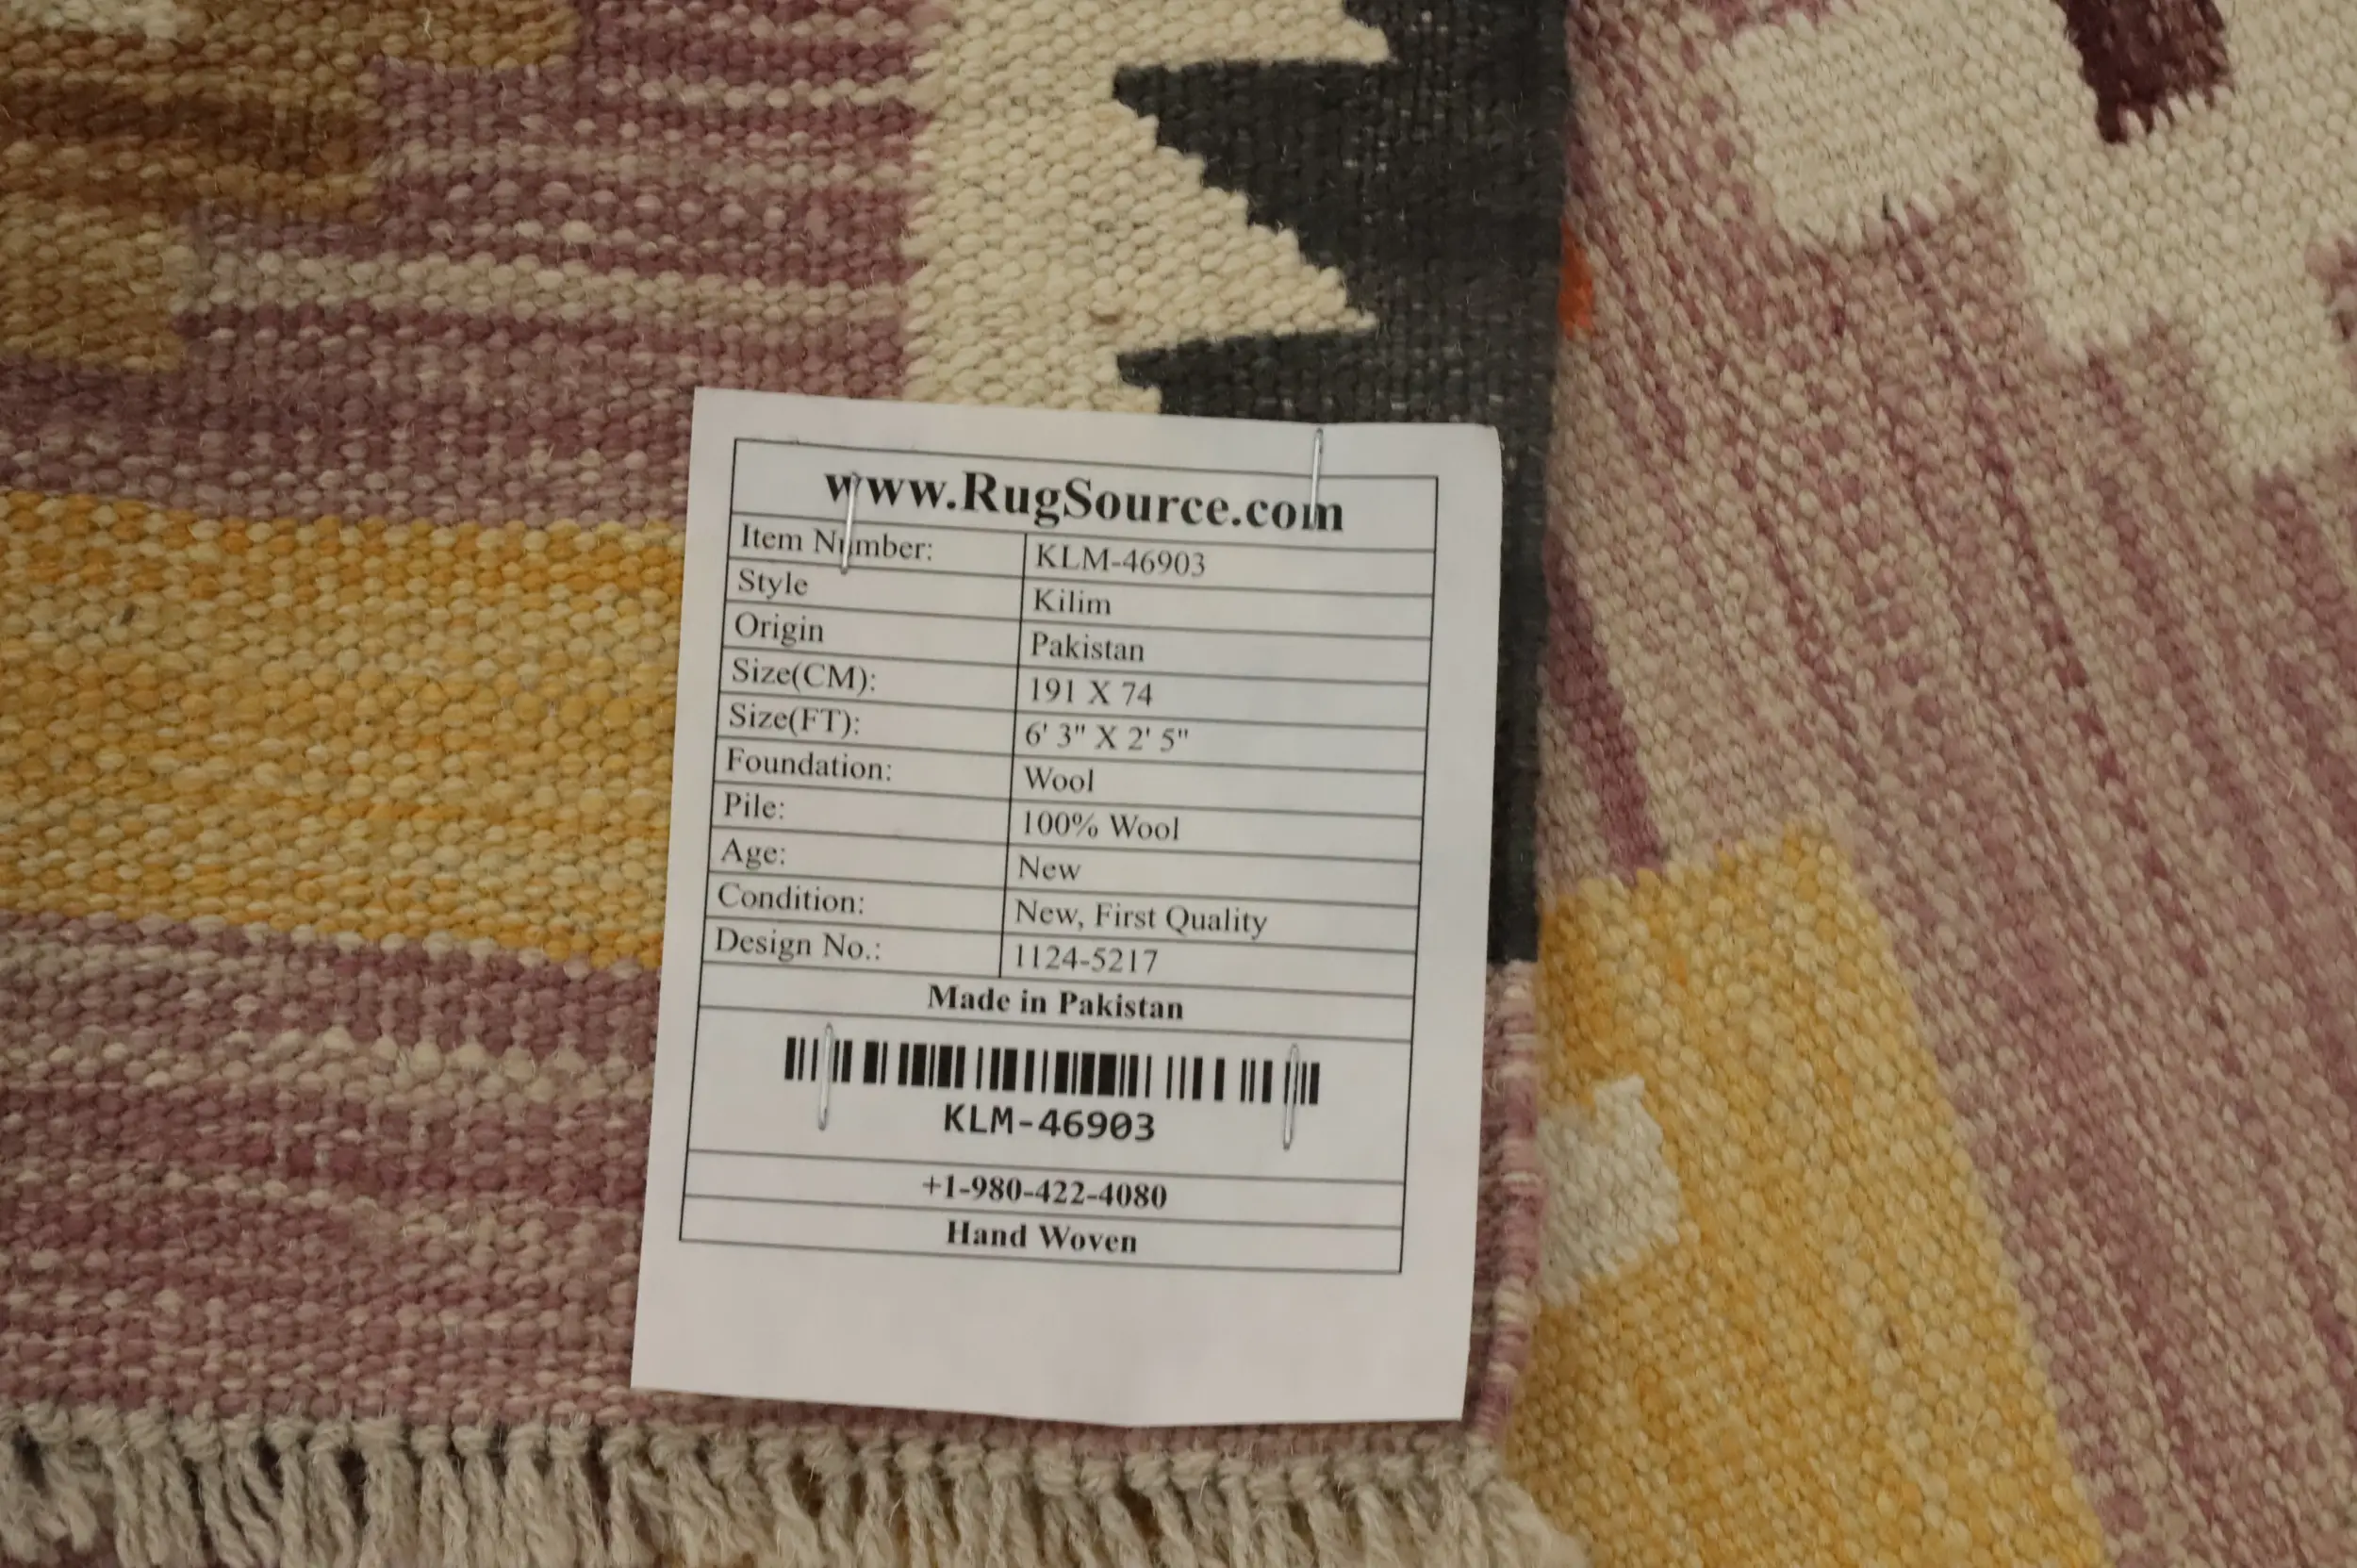 www.RugSource.com
Item Number: KLM-46903
Style Kilim
Origin Pakistan
Size(CM): 191 X 74
Size(FT): 6' 3" X 2' 5"
Foundation: Wool
Pile: 100% Wool
Age: New
Condition: New, First Quality
Design No.: 1124-5217
Made in Pakistan
KLM-46903
+1-980-422-4080
Hand Woven